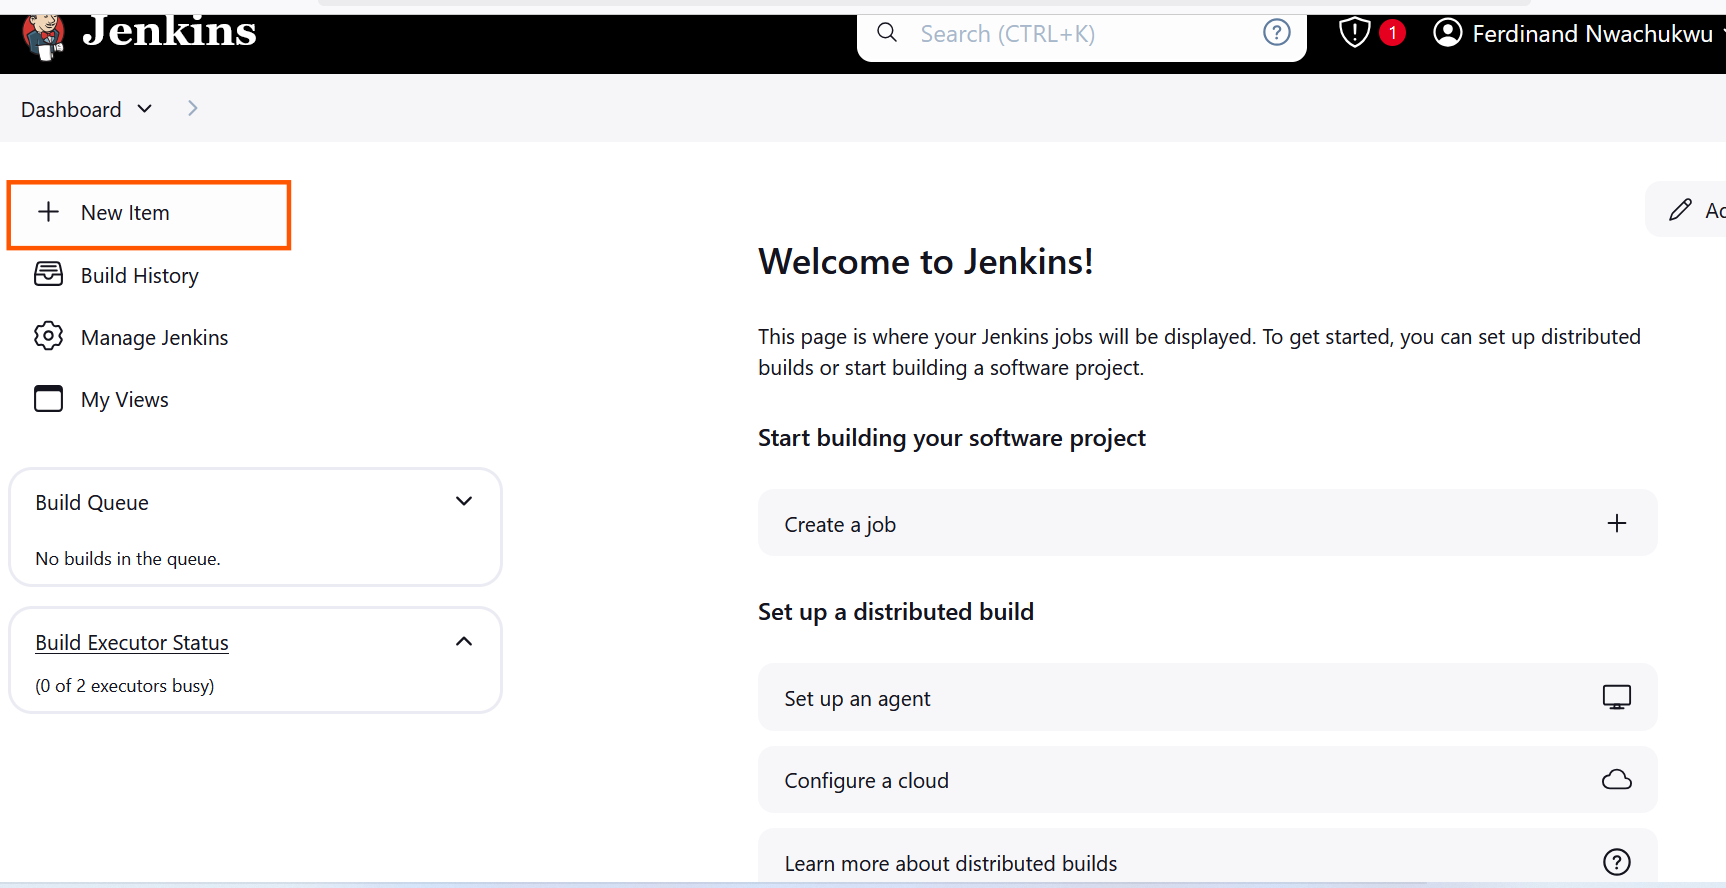 Jenkins
Search (CTRL+K)
?
1
Ferdinand Nwachukwu
Dashboard
New Item
Build History
Manage Jenkins
My Views
Build Queue
No builds in the queue.
Build Executor Status
(0 of 2 executors busy)
Welcome to Jenkins!
This page is where your Jenkins jobs will be displayed. To get started, you can set up distributed
builds or start building a software project.
Start building your software project
Create a job
Set up a distributed build
Set up an agent
Configure a cloud
Learn more about distributed builds
?